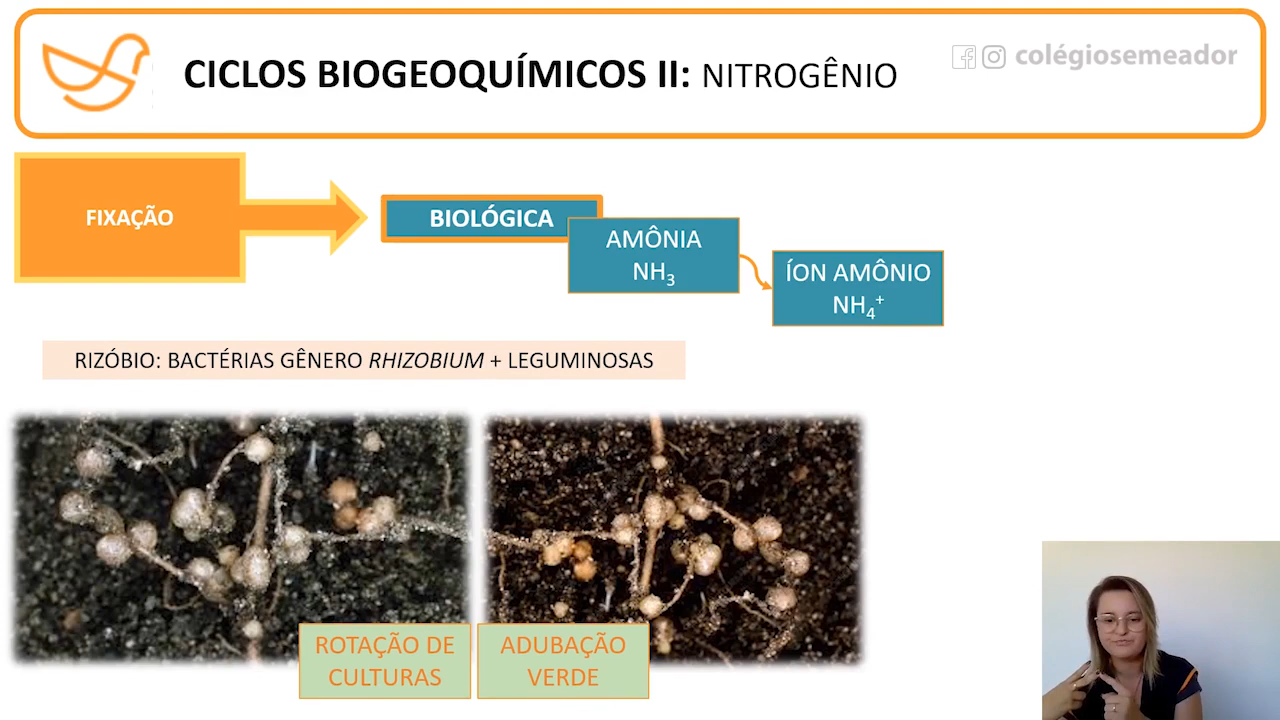 CICLOS BIOGEOQUÍMICOS II: NITROGÊNIO
colégiosemeador
FIXAÇÃO
BIOLÓGICA
AMÔNIA
NH₃
ÍON AMÔNIO
NH₄⁺
RIZÓBIO: BACTÉRIAS GÊNERO RHIZOBIUM + LEGUMINOSAS
ROTAÇÃO DE
CULTURAS
ADUBAÇÃO
VERDE